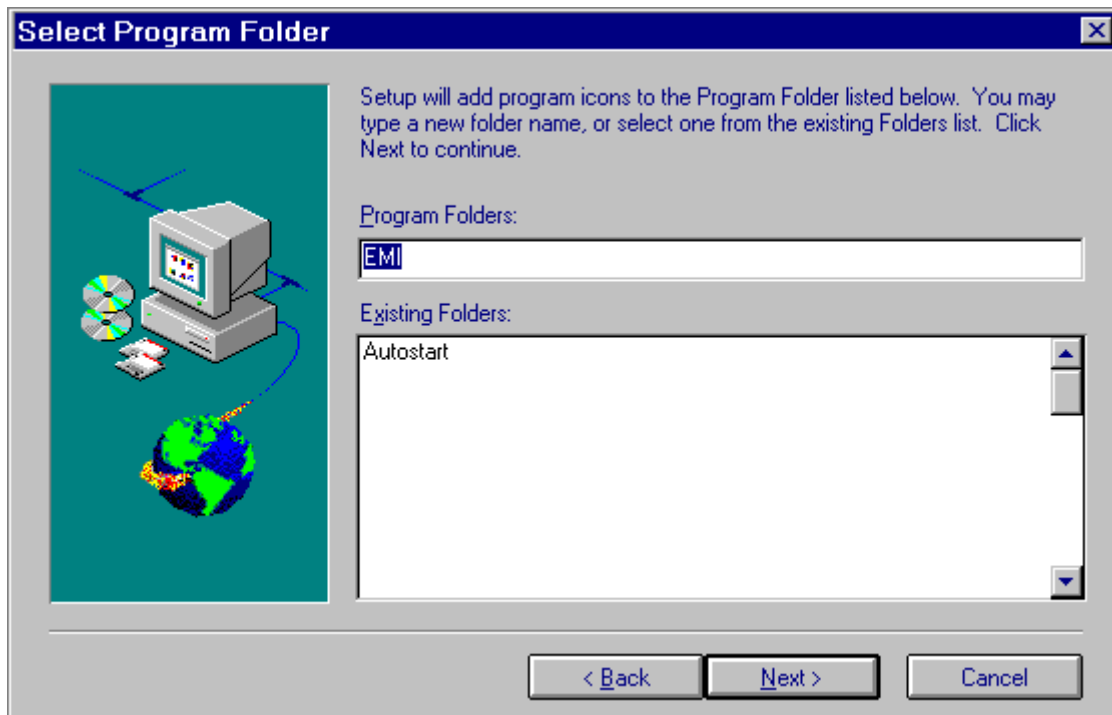 Select Program Folder
Setup will add program icons to the Program Folder listed below.  You may
type a new folder name, or select one from the existing Folders list.  Click
Next to continue.
Program Folders:
EMI
Existing Folders:
Autostart
< Back
Next >
Cancel